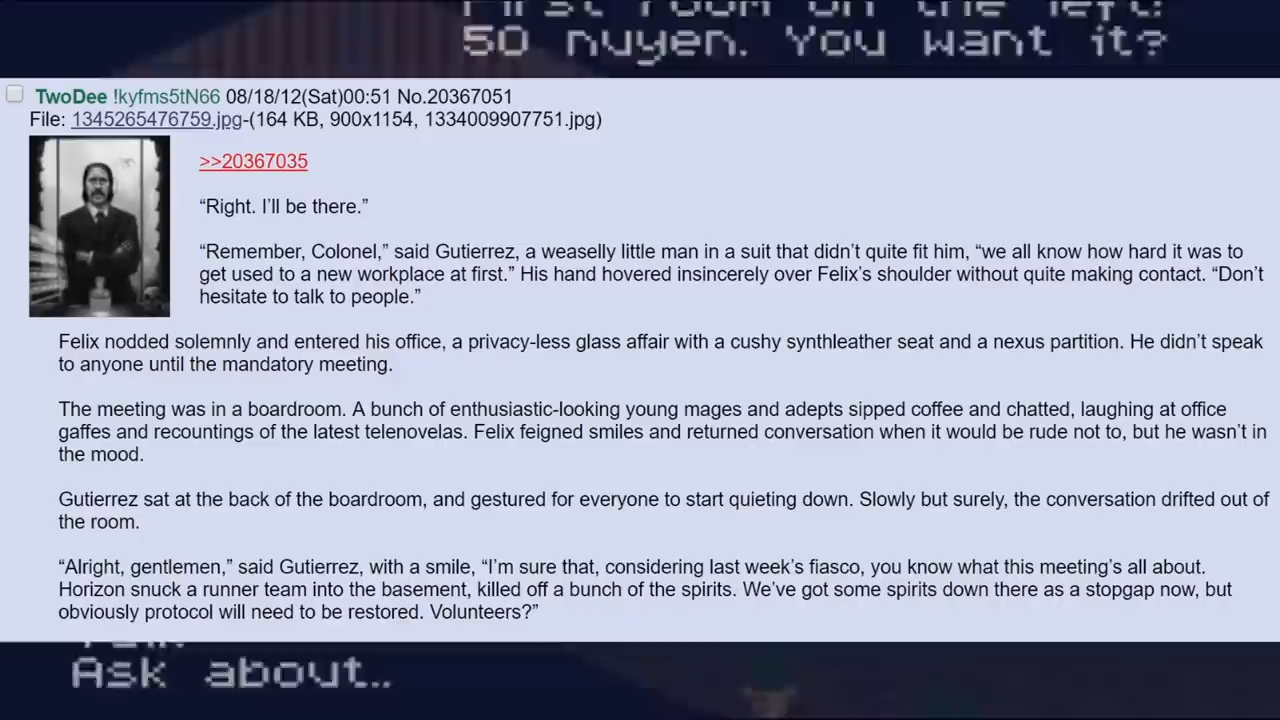 First room on the left.
50 nuyen. You want it?
TwoDee !kyfms5tN66 08/18/12(Sat)00:51 No.20367051
File: 1345265476759.jpg-(164 KB, 900x1154, 1334009907751.jpg)
>>20367035
“Right. I’ll be there.”
“Remember, Colonel,” said Gutierrez, a weaselly little man in a suit that didn’t quite fit him, “we all know how hard it was to
get used to a new workplace at first.” His hand hovered insincerely over Felix’s shoulder without quite making contact. “Don’t
hesitate to talk to people.”
Felix nodded solemnly and entered his office, a privacy-less glass affair with a cushy synthleather seat and a nexus partition. He didn’t speak
to anyone until the mandatory meeting.
The meeting was in a boardroom. A bunch of enthusiastic-looking young mages and adepts sipped coffee and chatted, laughing at office
gaffes and recountings of the latest telenovelas. Felix feigned smiles and returned conversation when it would be rude not to, but he wasn’t in
the mood.
Gutierrez sat at the back of the boardroom, and gestured for everyone to start quieting down. Slowly but surely, the conversation drifted out of
the room.
“Alright, gentlemen,” said Gutierrez, with a smile, “I’m sure that, considering last week’s fiasco, you know what this meeting’s all about.
Horizon snuck a runner team into the basement, killed off a bunch of the spirits. We’ve got some spirits down there as a stopgap now, but
obviously protocol will need to be restored. Volunteers?”
Ask about..